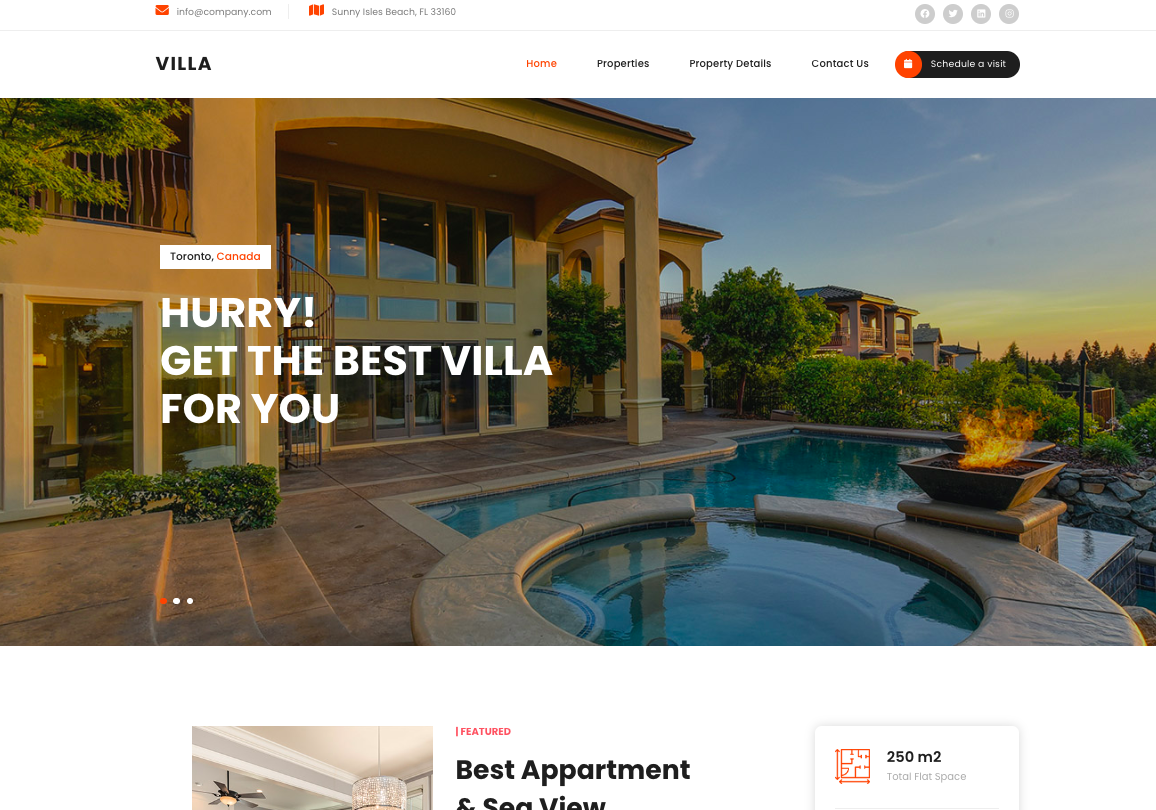 info@company.com
Sunny Isles Beach, FL 33160
VILLA
Home
Properties
Property Details
Contact Us
Schedule a visit
Toronto, Canada
HURRY!
GET THE BEST VILLA
FOR YOU
| FEATURED
Best Appartment
& Sea View
250 m2
Total Flat Space